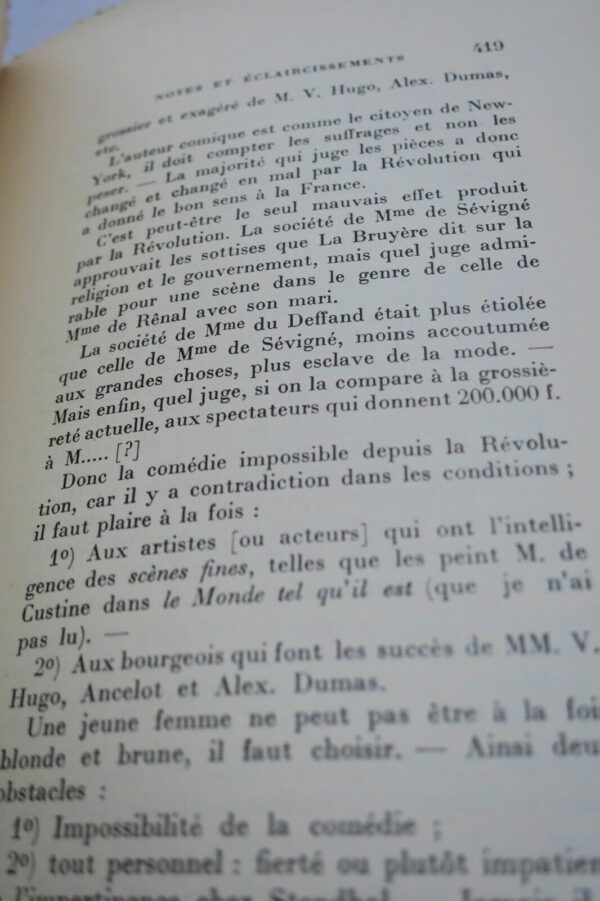 NOTES ET ÉCLAIRCISSEMENTS 419
grossier et exagéré de M. V. Hugo, Alex. Dumas,
etc.
L'auteur comique est comme le citoyen de New-
York, il doit compter les suffrages et non les
peser. — La majorité qui juge les pièces a donc
changé et changé en mal par la Révolution qui
a donné le bon sens à la France.
C'est peut-être le seul mauvais effet produit
par la Révolution. La société de Mme de Sévigné
approuvait les sottises que La Bruyère dit sur la
religion et le gouvernement, mais quel juge admi-
rable pour une scène dans le genre de celle de
Mme de Rênal avec son mari.
La société de Mme du Deffand était plus étiolée
que celle de Mme de Sévigné, moins accoutumée
aux grandes choses, plus esclave de la mode. —
Mais enfin, quel juge, si on la compare à la grossiè-
reté actuelle, aux spectateurs qui donnent 200.000 f.
à M..... [?]
Donc la comédie impossible depuis la Révolu-
tion, car il y a contradiction dans les conditions ;
il faut plaire à la fois :
1º) Aux artistes [ou acteurs] qui ont l'intelli-
gence des scènes fines, telles que les peint M. de
Custine dans le Monde tel qu'il est (que je n'ai
pas lu). —
2º) Aux bourgeois qui font les succès de MM. V.
Hugo, Ancelot et Alex. Dumas.
Une jeune femme ne peut pas être à la foi
blonde et brune, il faut choisir. — Ainsi deu
obstacles :
1º) Impossibilité de la comédie ;
2º) tout personnel : fierté ou plutôt impatien
l'impertinence chez Stendhal